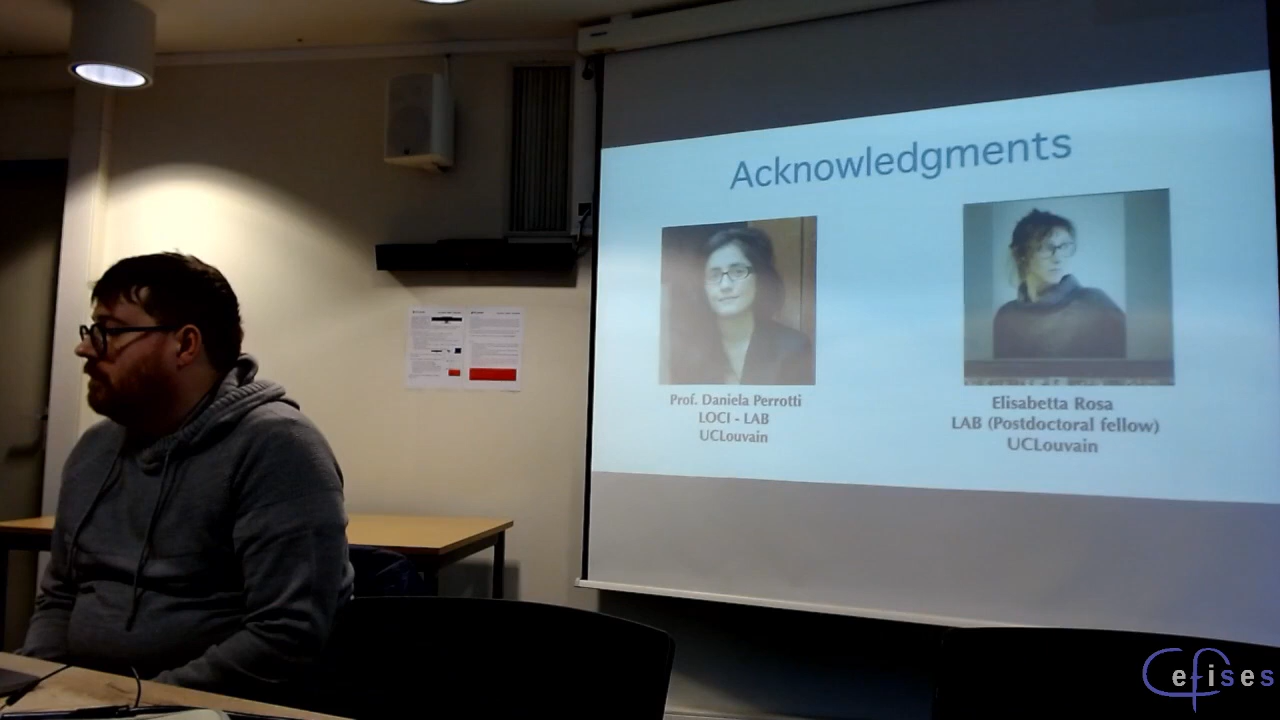 Acknowledgments
Prof. Daniela Perrotti
LOCI - LAB
UCLouvain
Elisabetta Rosa
LAB (Postdoctoral fellow)
UCLouvain
Cefises